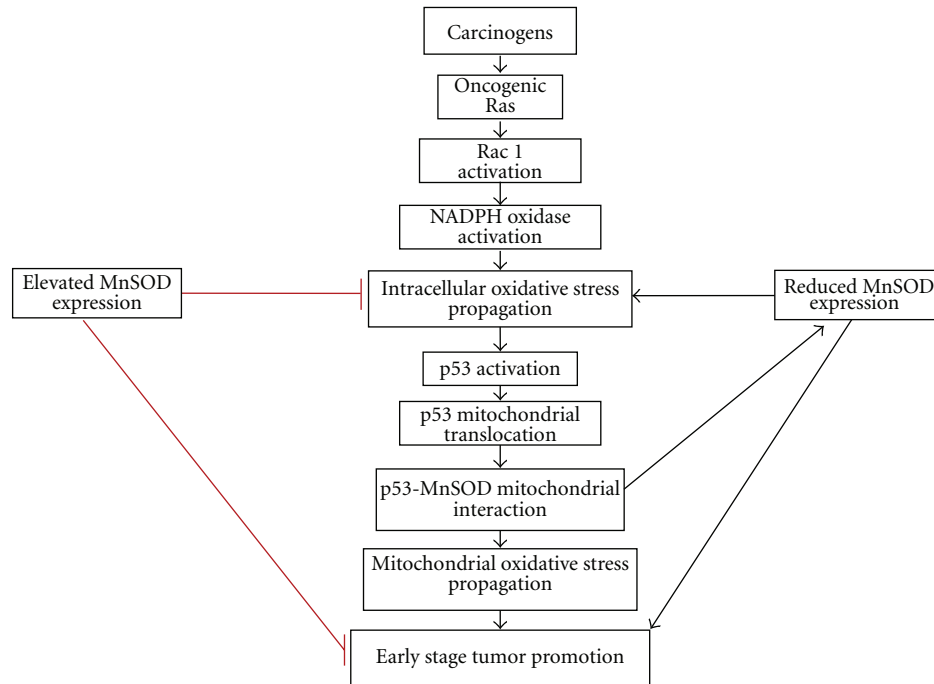 Carcinogens
Oncogenic
Ras
Rac 1
activation
NADPH oxidase
activation
Elevated MnSOD
expression
Intracellular oxidative stress
propagation
Reduced MnSOD
expression
p53 activation
p53 mitochondrial
translocation
p53-MnSOD mitochondrial
interaction
Mitochondrial oxidative stress
propagation
Early stage tumor promotion